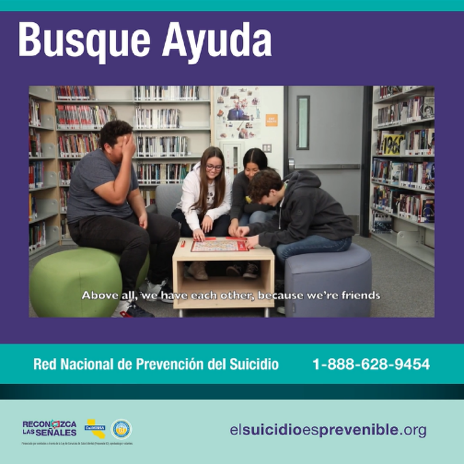 Busque Ayuda
Above all, we have each other, because we're friends
Red Nacional de Prevención del Suicidio 1-888-628-9454
RECONOZCA
LAS SEÑALES
elsuicidioesprevenible.org